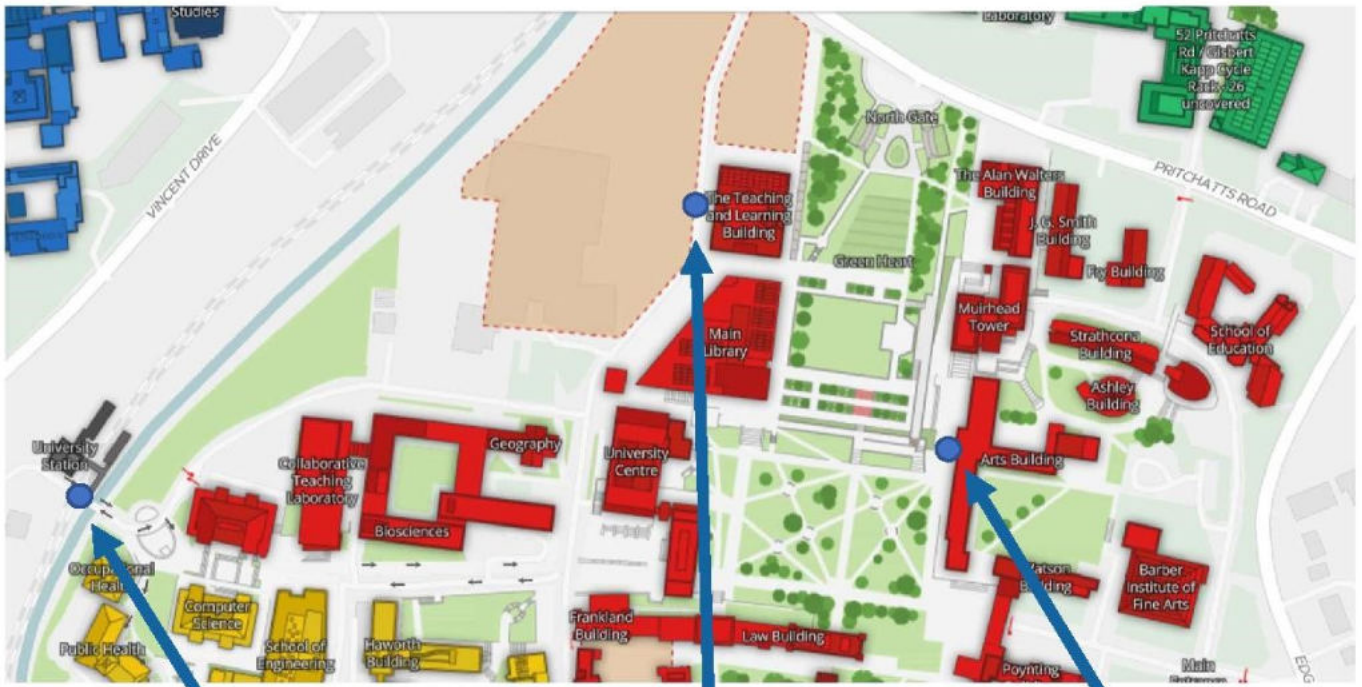 Studies
Laboratory
52 Pritchatts
Rd / Gisbert
Kapp Cycle
Rack - 26
uncovered
VINCENT DRIVE
North Gate
PRITCHATTS ROAD
The Alan Walters
Building
The Teaching
and Learning
Building
J. G. Smith
Building
Green Heart
Fry Building
Muirhead
Tower
Main
Library
Strathcona
Building
School of
Education
Ashley
Building
University
Station
Collaborative
Teaching
Laboratory
Geography
University
Centre
Arts Building
Biosciences
Occupational
Health
Watson
Building
Barber
Institute of
Fine Arts
Computer
Science
Public Health
School of
Engineering
Haworth
Building
Frankland
Building
Law Building
Poynting
Main
Entrance
EDG